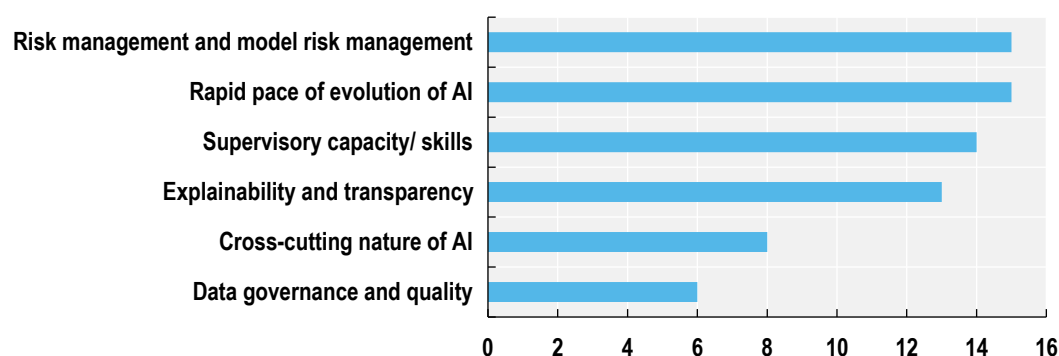 Risk management and model risk management
Rapid pace of evolution of AI
Supervisory capacity/ skills
Explainability and transparency
Cross-cutting nature of AI
Data governance and quality
0 2 4 6 8 10 12 14 16